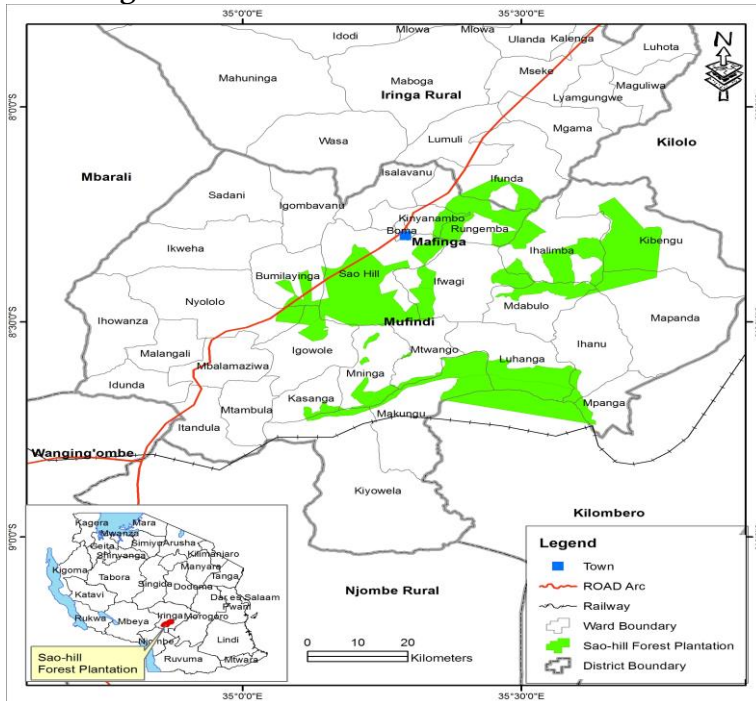 35°0'0"E
35°30'0"E
Idodi
Mlowa
Mlowa
Ulanda
Kalenga
Luhota
N
Mahuninga
Maboga
Mseke
Maguliwa
Iringa Rural
Lyamgungwe
8°0'0"S
Wasa
Lumuli
Mgama
Kilolo
Mbarali
Isalavanu
Ifunda
Sadani
Igombavanu
Kinyanambo
Boma
Rungemba
Mafinga
Ikweha
Ihalimba
Kibengu
Bumilayinga
Sao Hill
Ifwagi
Nyololo
Mdabulo
Mapanda
8°30'0"S
Ihowanza
Mufindi
Malangali
Igowole
Mtwango
Ihanu
Mbalamaziwa
Mninga
Luhanga
Idunda
Kasanga
Mpanga
Mtambula
Makungu
Itandula
Wanging'ombe
Kiyowela
Kilombero
9°0'0"S
Njombe Rural
Kagera
Mara
Mwanza
Geita
Simiyu
Arusha
Shinyanga
Kilimanjaro
Kigoma
Manyara
Tabora
Tanga
Singida
Dodoma
Katavi
Dar es Salaam
Pwani
Rukwa
Mbeya
Iringa
Morogoro
Njombe
Lindi
Ruvuma
Mtwara
Sao-hill
Forest Plantation
0 10 20
Kilometers
Legend
Town
ROAD Arc
Railway
Ward Boundary
Sao-hill Forest Plantation
District Boundary
35°0'0"E
35°30'0"E